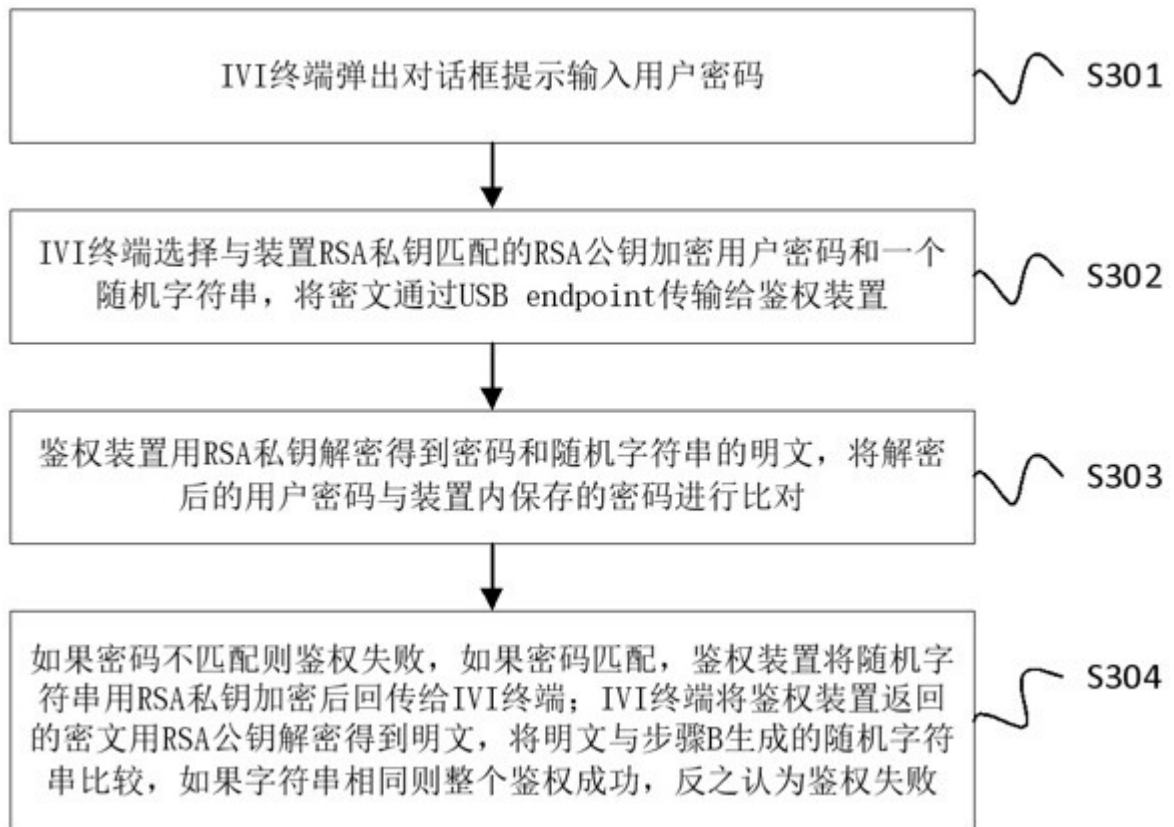 IVI终端弹出对话框提示输入用户密码
S301
IVI终端选择与装置RSA私钥匹配的RSA公钥加密用户密码和一个
随机字符串，将密文通过USB endpoint传输给鉴权装置
S302
鉴权装置用RSA私钥解密得到密码和随机字符串的明文，将解密
后的用户密码与装置内保存的密码进行比对
S303
如果密码不匹配则鉴权失败，如果密码匹配，鉴权装置将随机字
符串用RSA私钥加密后回传给IVI终端；IVI终端将鉴权装置返回
的密文用RSA公钥解密得到明文，将明文与步骤B生成的随机字符
串比较，如果字符串相同则整个鉴权成功，反之认为鉴权失败
S304